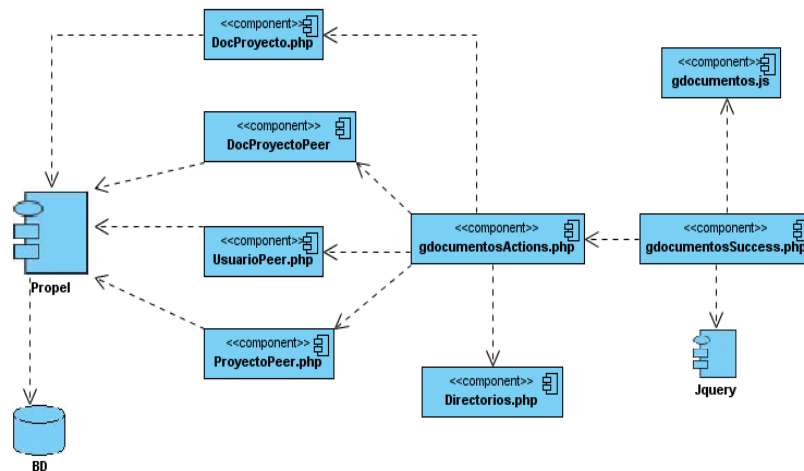 <<component>>
DocProyecto.php
<<component>>
gdocumentos.js
<<component>>
DocProyectoPeer
<<component>>
UsuarioPeer.php
<<component>>
gdocumentosActions.php
<<component>>
gdocumentosSuccess.php
Propel
<<component>>
ProyectoPeer.php
<<component>>
Directorios.php
Jquery
BD